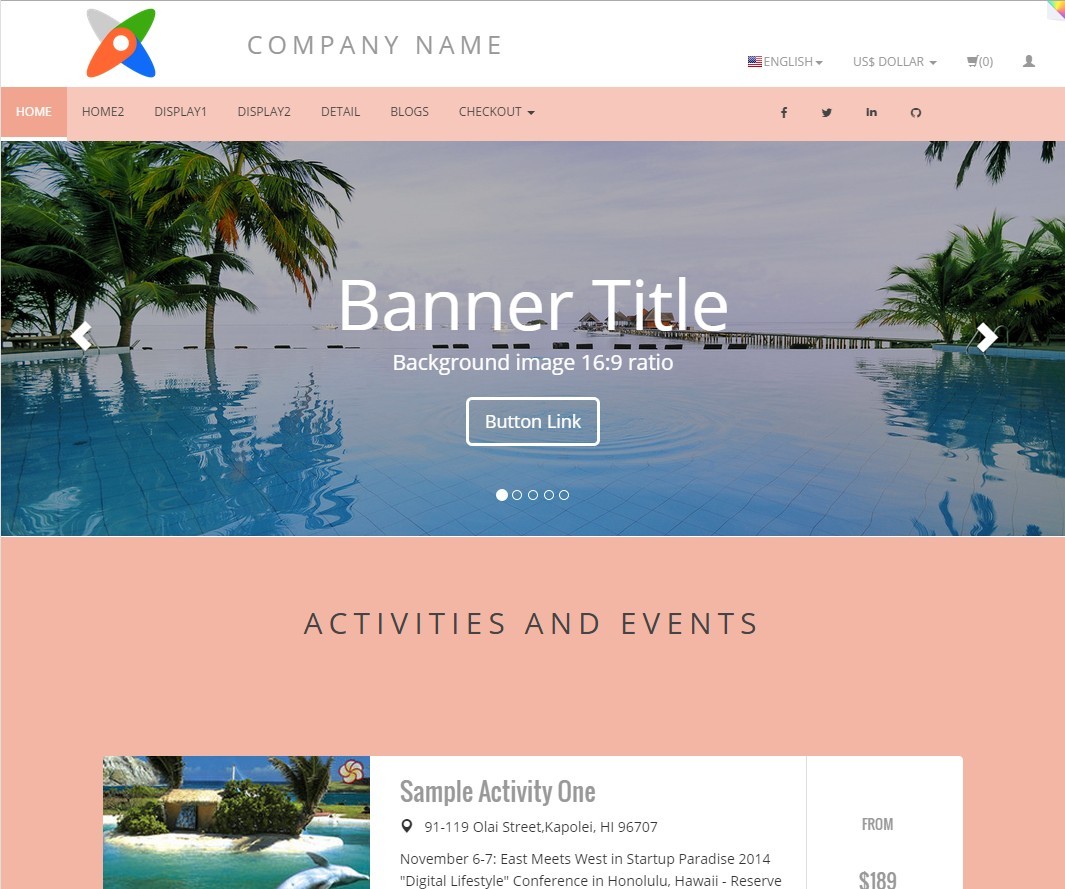 COMPANY NAME
ENGLISH US$ DOLLAR (0)
HOME HOME2 DISPLAY1 DISPLAY2 DETAIL BLOGS CHECKOUT
Banner Title
Background image 16:9 ratio
Button Link
ACTIVITIES AND EVENTS
Sample Activity One
91-119 Olai Street,Kapolei, HI 96707
FROM
November 6-7: East Meets West in Startup Paradise 2014
"Digital Lifestyle" Conference in Honolulu, Hawaii - Reserve
$189